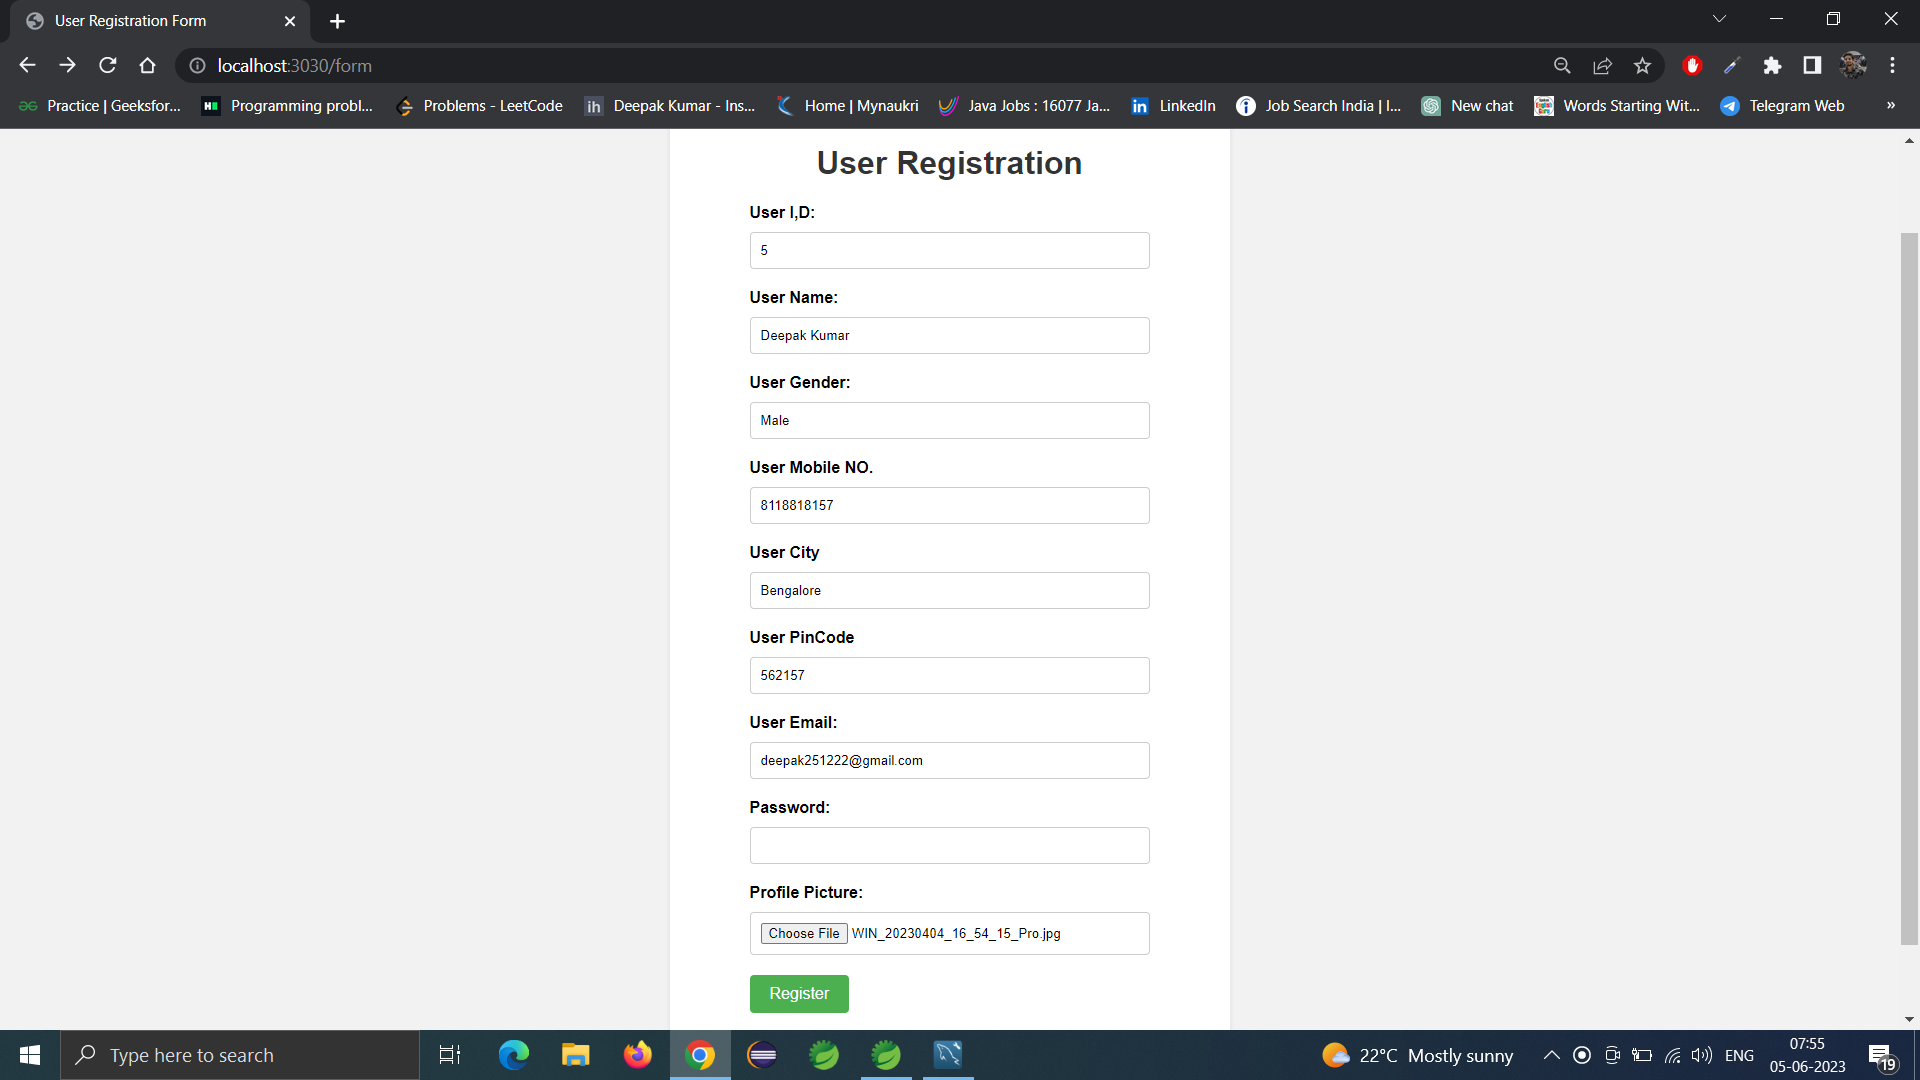 User Registration Form
localhost:3030/form
Practice | Geeksfor... Programming probl... Problems - LeetCode ih Deepak Kumar - Ins... Home | Mynaukri Java Jobs : 16077 Ja... in LinkedIn Job Search India | I... New chat Words Starting Wit... Telegram Web »
User Registration
User I,D:
5
User Name:
Deepak Kumar
User Gender:
Male
User Mobile NO.
8118818157
User City
Bengalore
User PinCode
562157
User Email:
deepak251222@gmail.com
Password:
Profile Picture:
Choose File WIN_20230404_16_54_15_Pro.jpg
Register
Type here to search
22°C Mostly sunny
ENG
07:55
05-06-2023
19